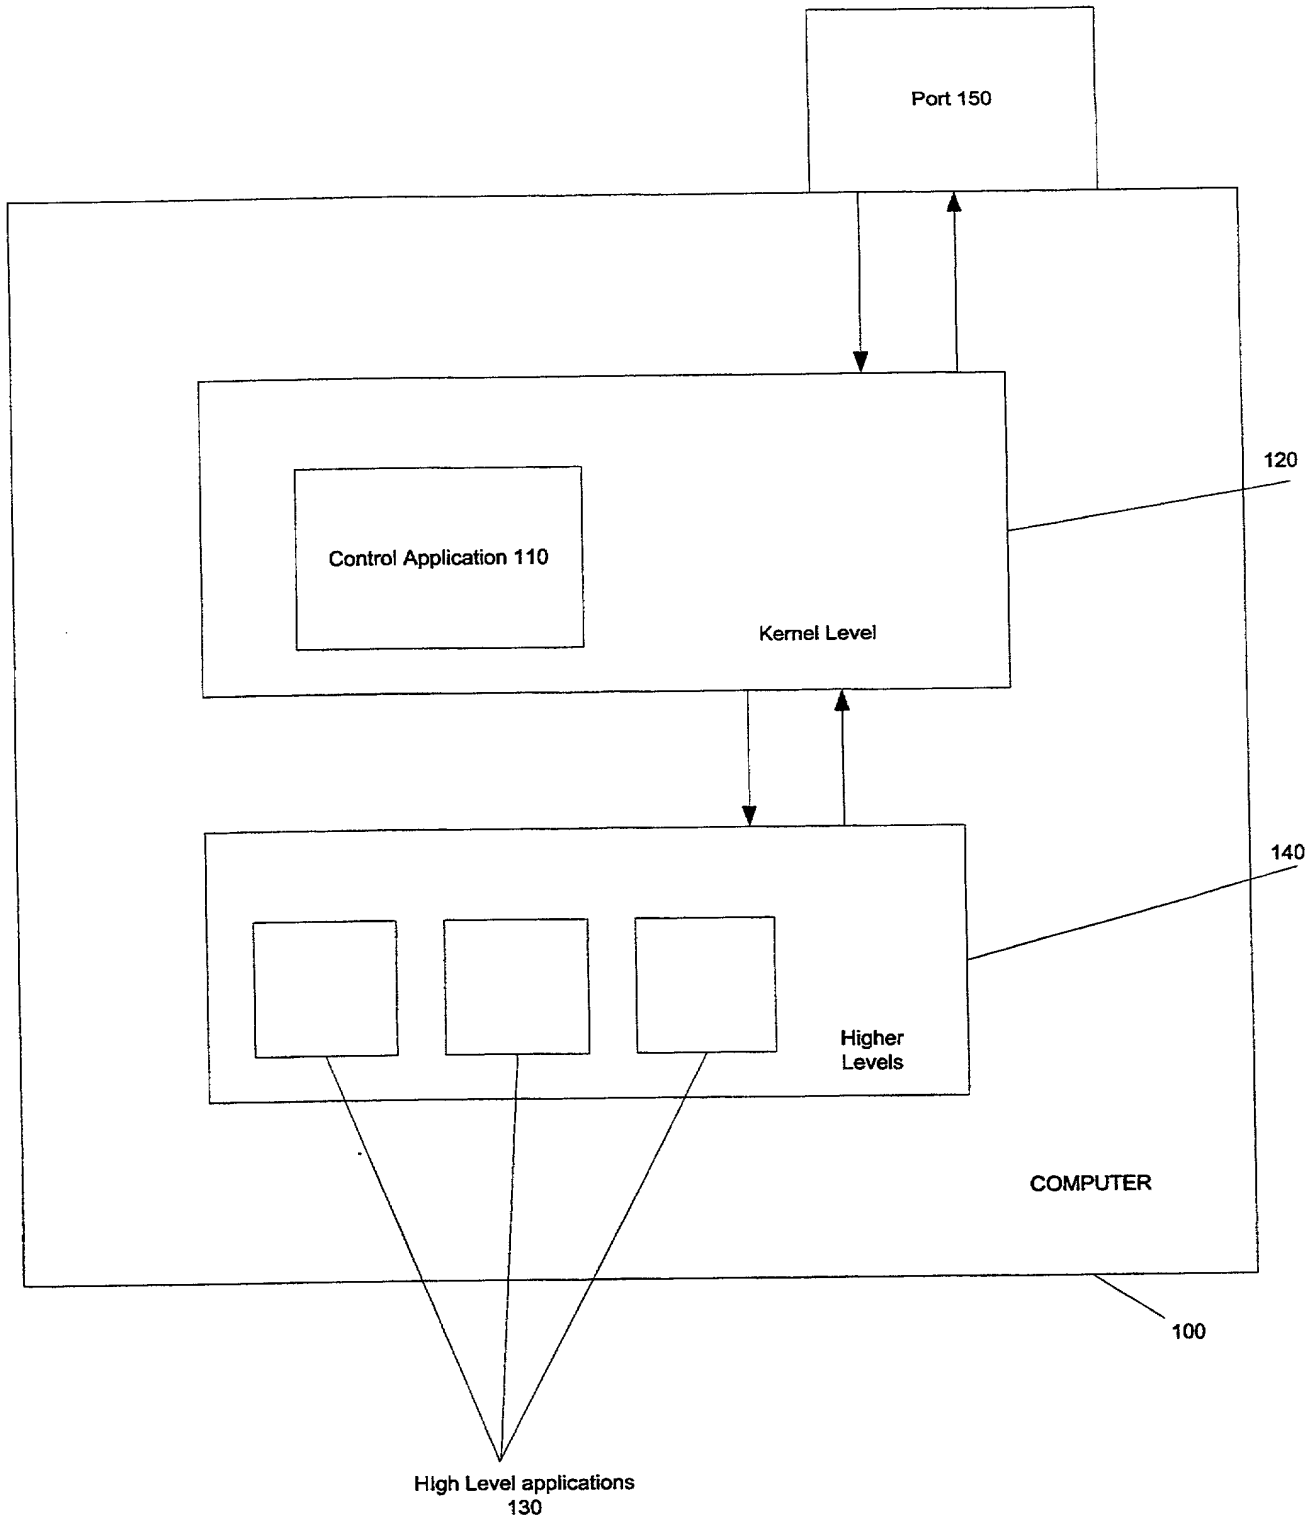 Port 150
120
Control Application 110
Kernel Level
140
Higher
Levels
COMPUTER
100
High Level applications
130